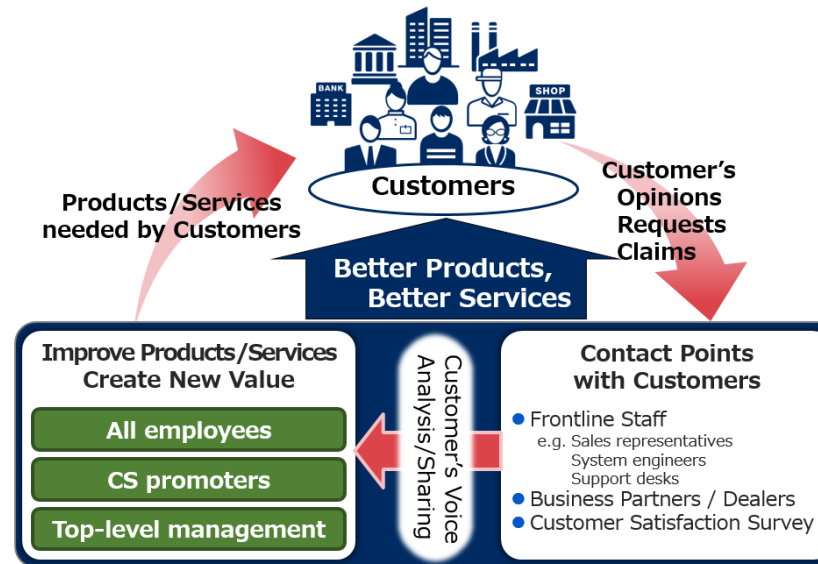 BANK
SHOP
Customers
Products/Services
needed by Customers
Customer's
Opinions
Requests
Claims
Better Products,
Better Services
Improve Products/Services
Create New Value
All employees
CS promoters
Top-level management
Customer's Voice
Analysis/Sharing
Contact Points
with Customers
● Frontline Staff
e.g. Sales representatives
System engineers
Support desks
● Business Partners / Dealers
● Customer Satisfaction Survey